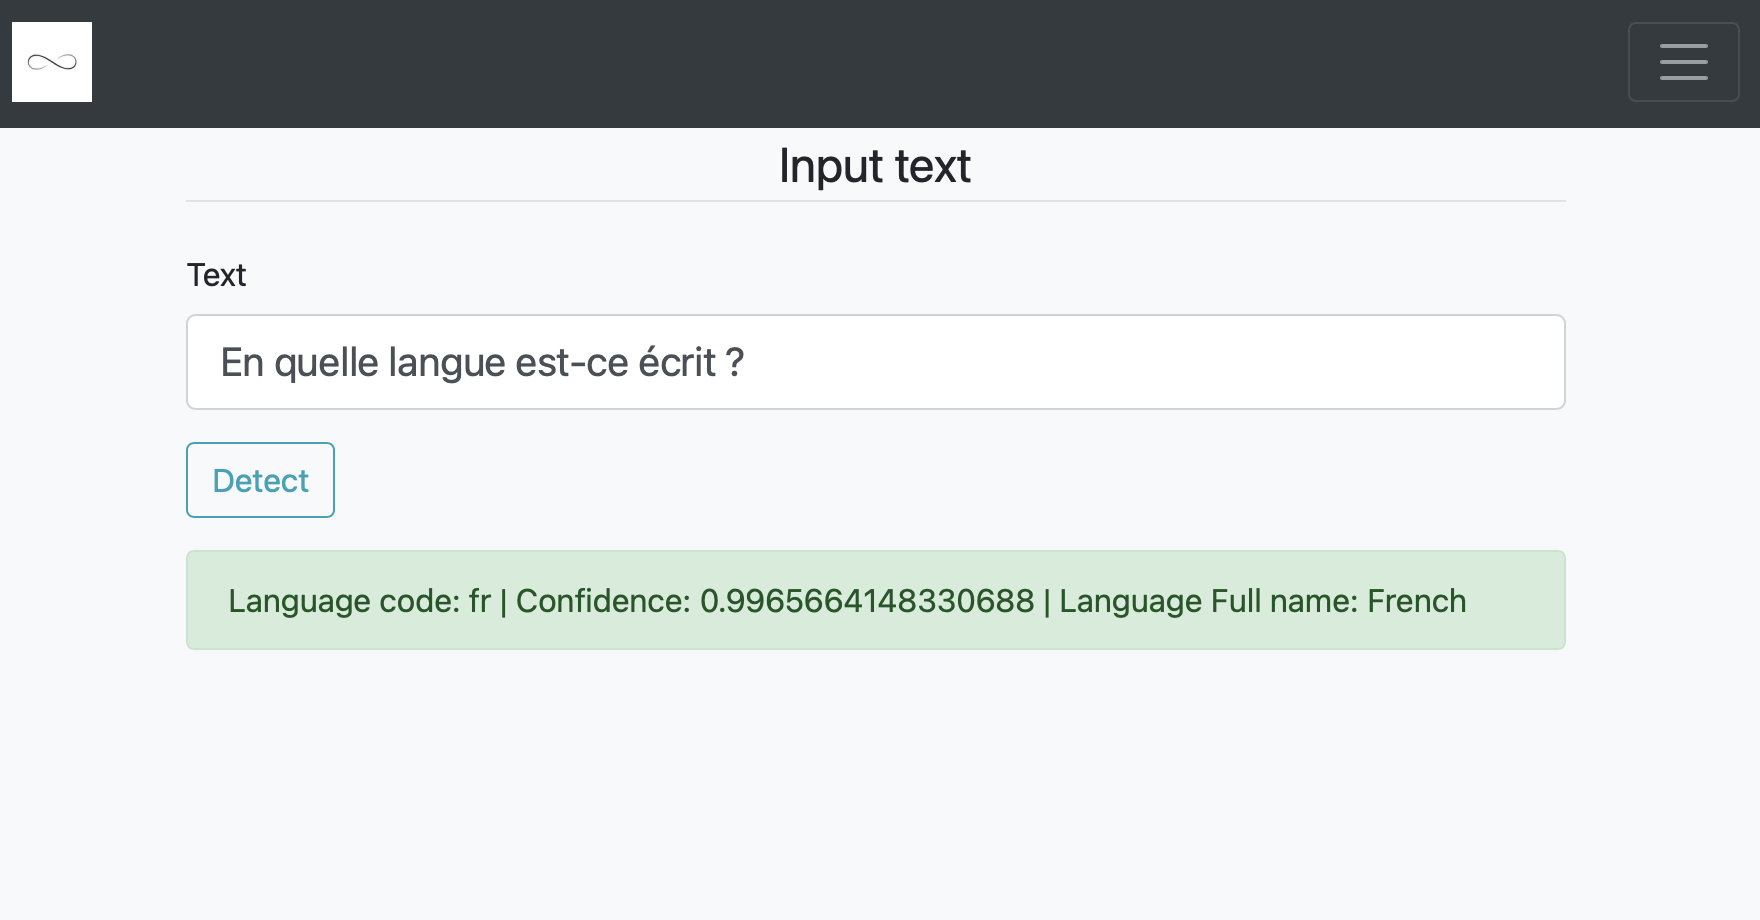 Input text
Text
En quelle langue est-ce écrit ?
Detect
Language code: fr | Confidence: 0.9965664148330688 | Language Full name: French